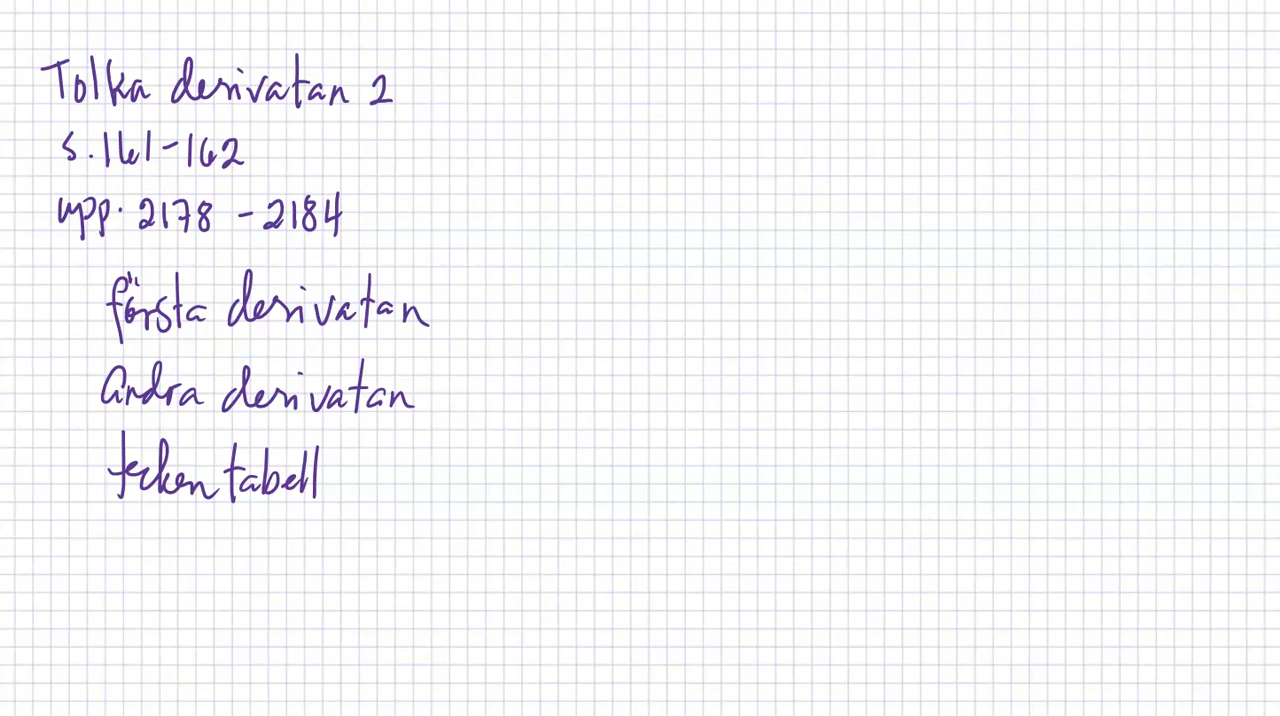 Tolka derivatan 2
s. 161-162
upp. 2178 - 2184
första derivatan
Andra derivatan
teckentabell